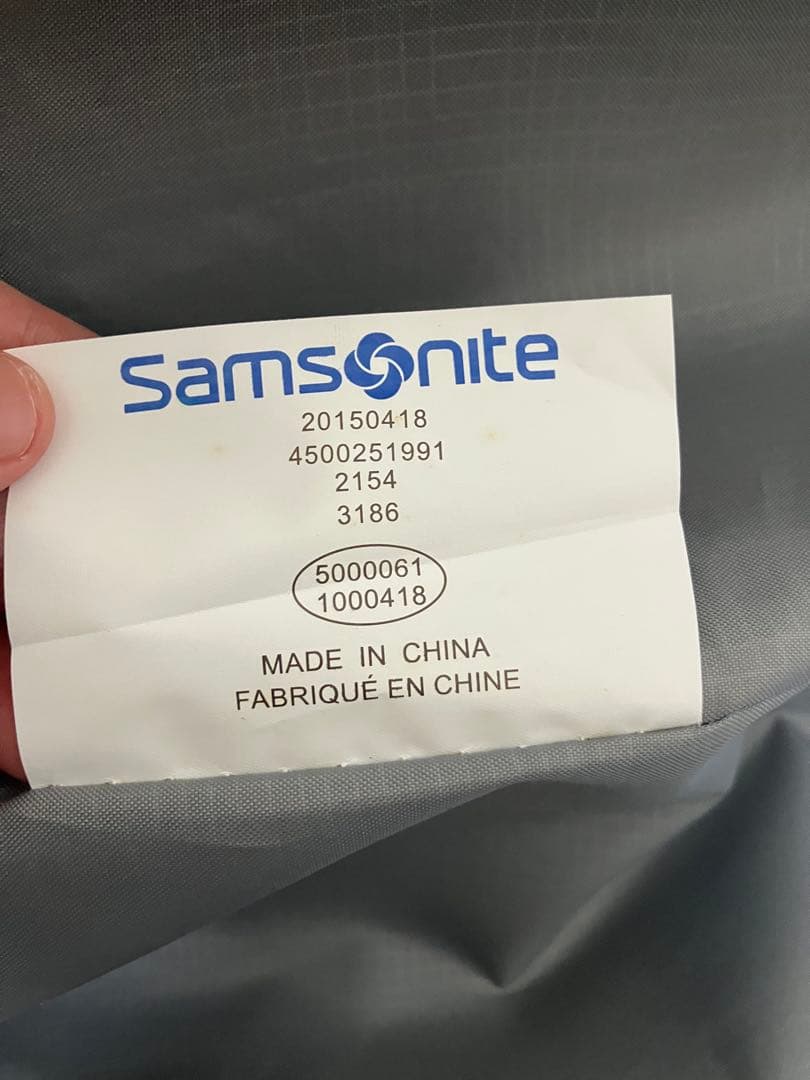 Samsonite
20150418
4500251991
2154
3186
5000061
1000418
MADE IN CHINA
FABRIQUÉ EN CHINE